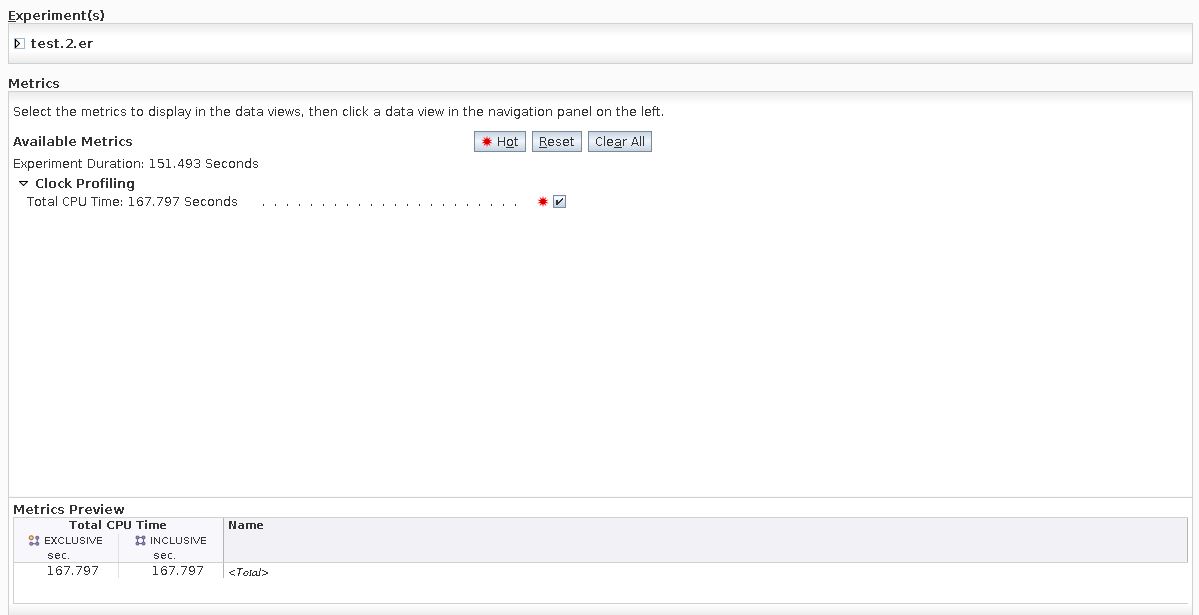 Experiment(s)
test.2.er
Metrics
Select the metrics to display in the data views, then click a data view in the navigation panel on the left.
Available Metrics Hot Reset Clear All
Experiment Duration: 151.493 Seconds
Clock Profiling
Total CPU Time: 167.797 Seconds . . . . . . . . . . . . . . . . . . . . . .
Metrics Preview
Total CPU Time Name
EXCLUSIVE INCLUSIVE
sec. sec.
167.797 167.797 <Total>